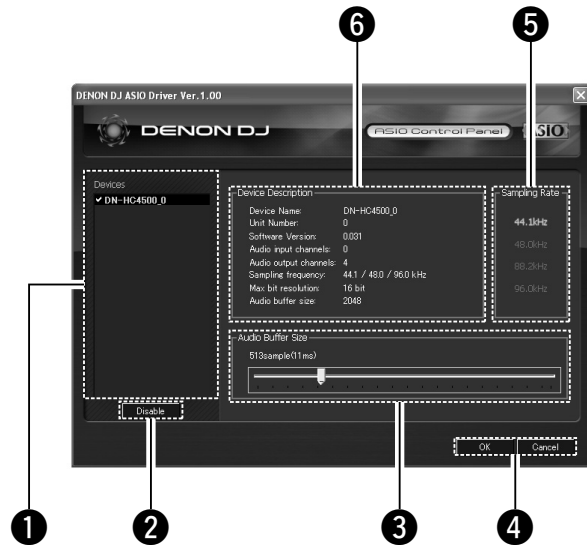 6
5
DENON DJ ASIO Driver Ver.1.00
DENON DJ
ASIO Control Panel
ASIO
Devices
✔ DN-HC4500_0
Device Description
Device Name: DN-HC4500_0
Unit Number: 0
Software Version: 0.031
Audio input channels: 0
Audio output channels: 4
Sampling frequency: 44.1 / 48.0 / 96.0 kHz
Max bit resolution: 16 bit
Audio buffer size: 2048
Sampling Rate
44.1kHz
48.0kHz
88.2kHz
96.0kHz
Audio Buffer Size
513sample(11ms)
Disable
OK
Cancel
1
2
3
4